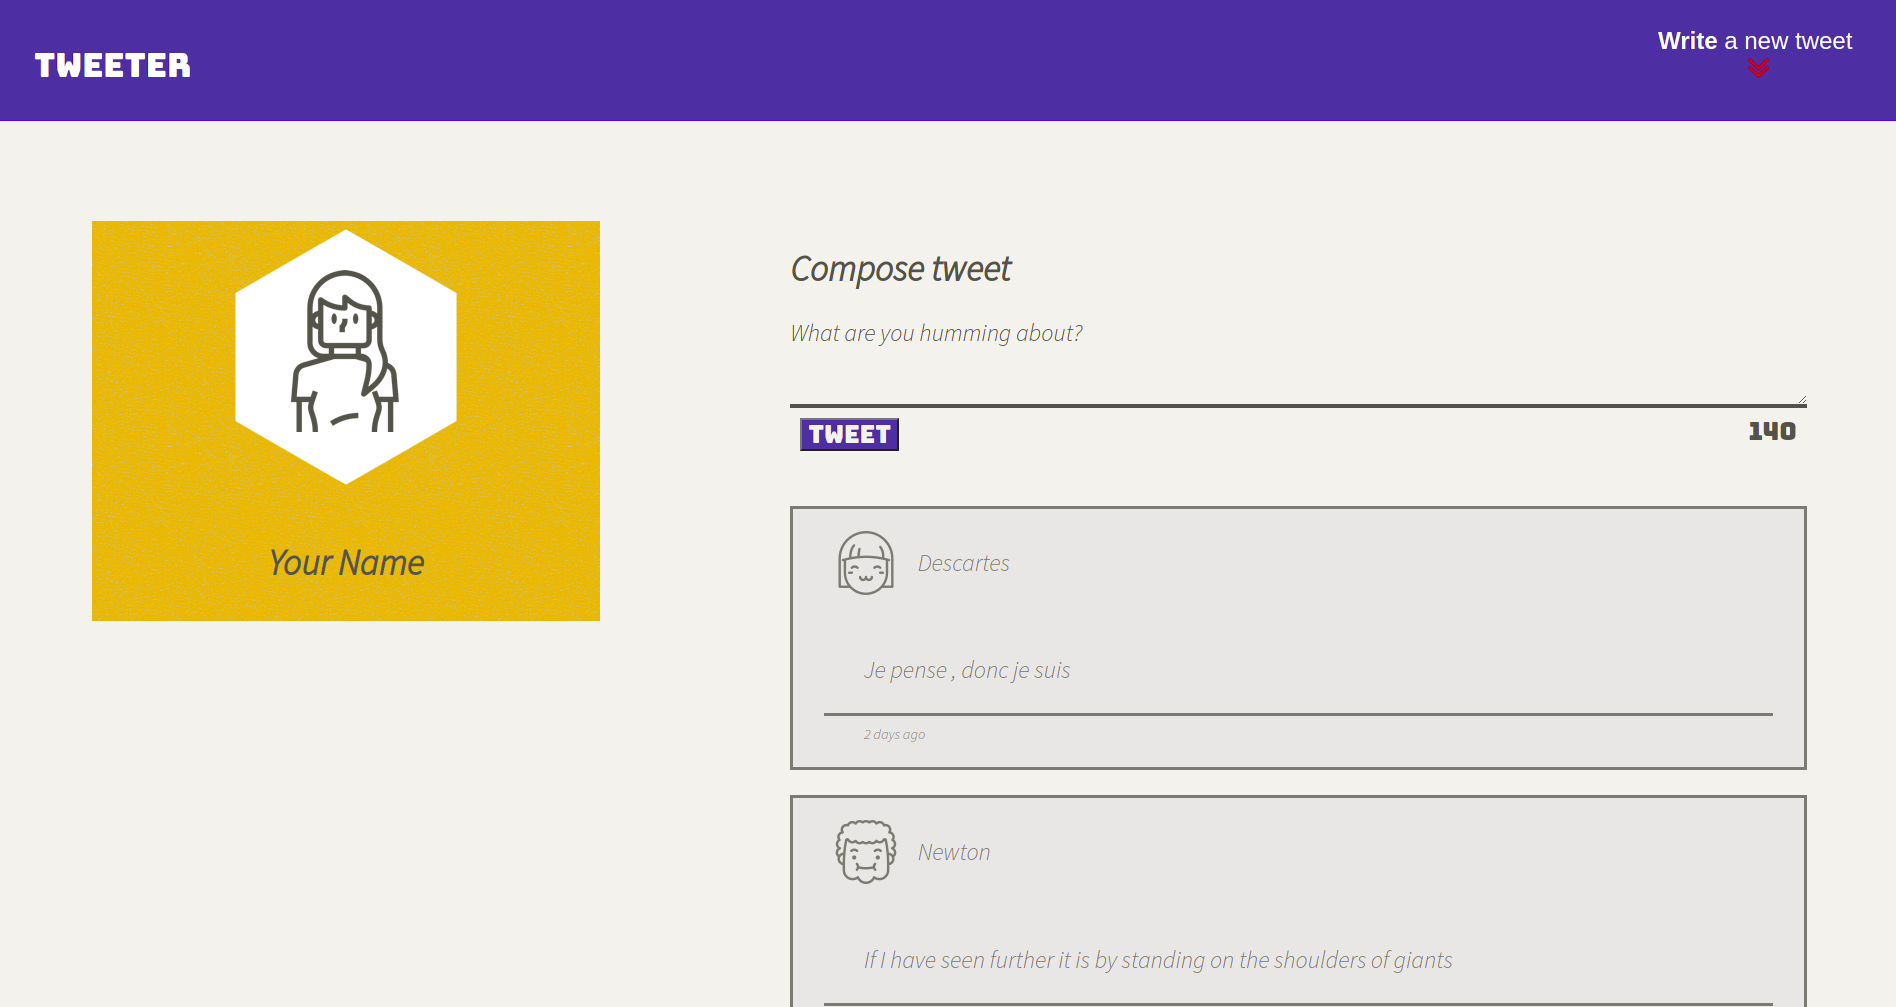 TWEETER
Write a new tweet
Your Name
Compose tweet
What are you humming about?
TWEET
140
Descartes
Je pense , donc je suis
2 days ago
Newton
If I have seen further it is by standing on the shoulders of giants